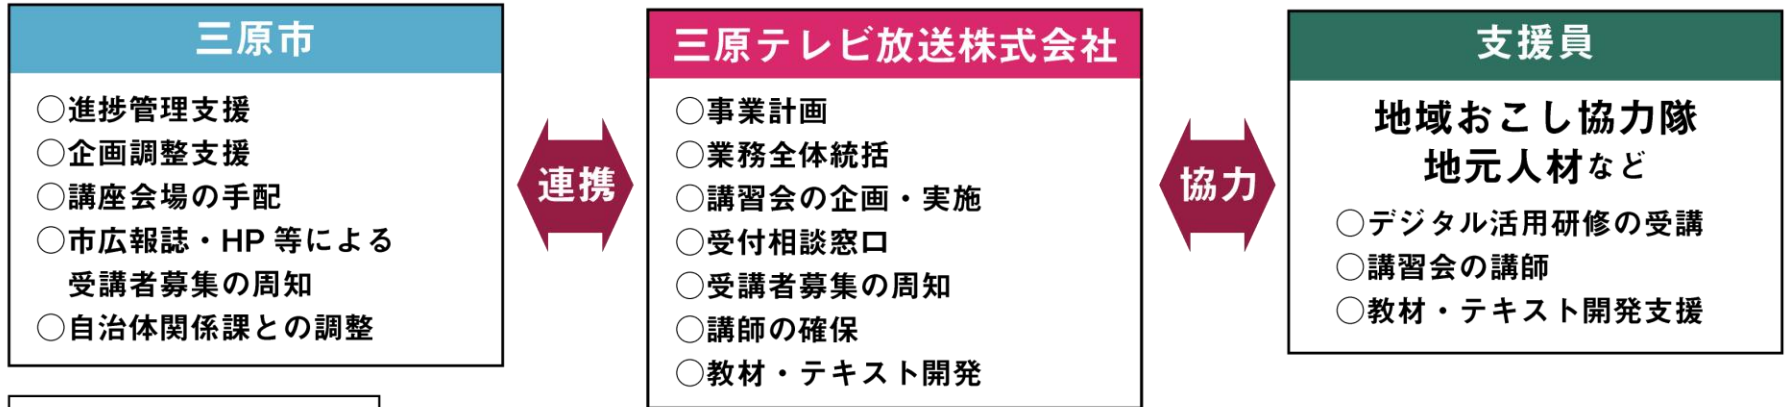 三原市
○進捗管理支援
○企画調整支援
○講座会場の手配
○市広報誌・HP 等による
受講者募集の周知
○自治体関係課との調整
連携
三原テレビ放送株式会社
○事業計画
○業務全体統括
○講習会の企画・実施
○受付相談窓口
○受講者募集の周知
○講師の確保
○教材・テキスト開発
協力
支援員
地域おこし協力隊
地元人材など
○デジタル活用研修の受講
○講習会の講師
○教材・テキスト開発支援